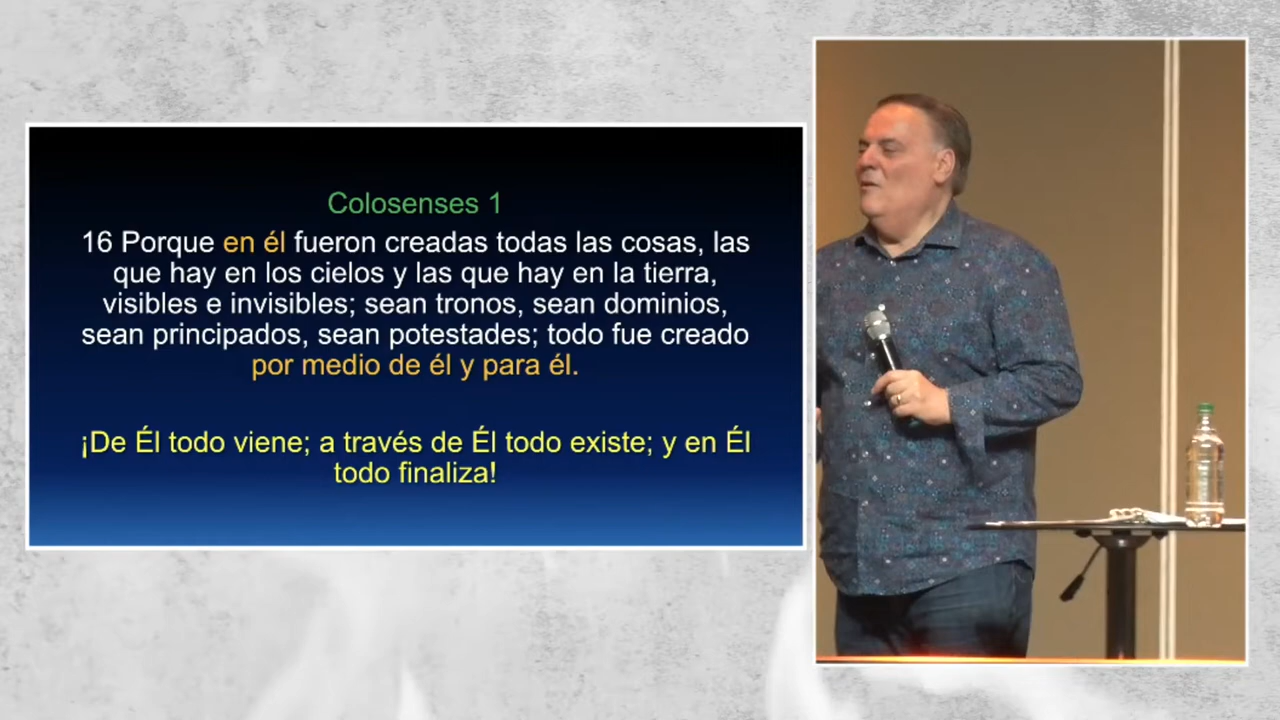 Colosenses 1
16 Porque en él fueron creadas todas las cosas, las
que hay en los cielos y las que hay en la tierra,
visibles e invisibles; sean tronos, sean dominios,
sean principados, sean potestades; todo fue creado
por medio de él y para él.
¡De Él todo viene; a través de Él todo existe; y en Él
todo finaliza!